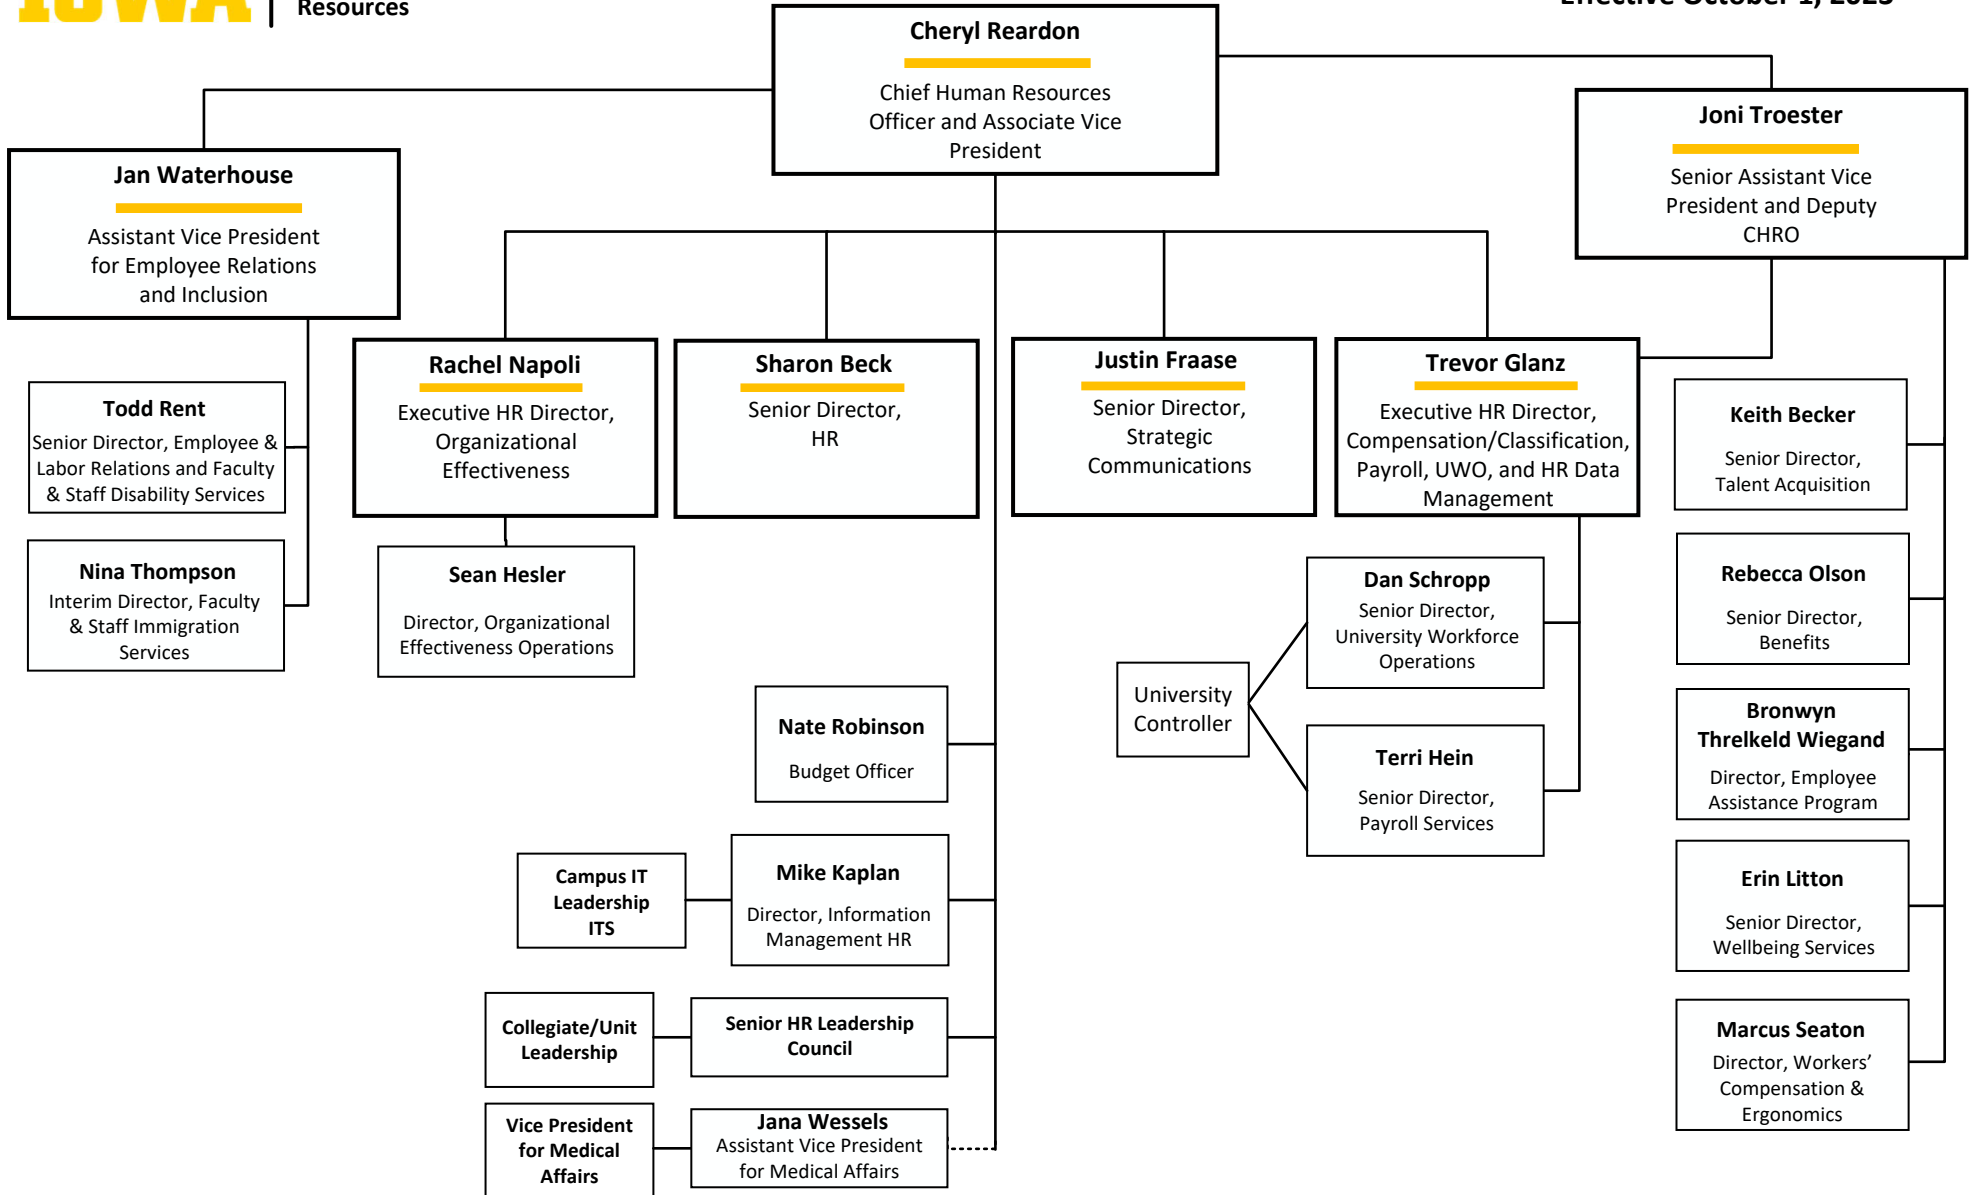 IOWA
Resources
Effective October 1, 2023
Cheryl Reardon
Chief Human Resources
Officer and Associate Vice
President
Joni Troester
Senior Assistant Vice
President and Deputy
CHRO
Jan Waterhouse
Assistant Vice President
for Employee Relations
and Inclusion
Rachel Napoli
Executive HR Director,
Organizational
Effectiveness
Sharon Beck
Senior Director,
HR
Justin Fraase
Senior Director,
Strategic
Communications
Trevor Glanz
Executive HR Director,
Compensation/Classification,
Payroll, UWO, and HR Data
Management
Todd Rent
Senior Director, Employee &
Labor Relations and Faculty
& Staff Disability Services
Nina Thompson
Interim Director, Faculty
& Staff Immigration
Services
Sean Hesler
Director, Organizational
Effectiveness Operations
Nate Robinson
Budget Officer
Campus IT
Leadership
ITS
Mike Kaplan
Director, Information
Management HR
Collegiate/Unit
Leadership
Senior HR Leadership
Council
Vice President
for Medical
Affairs
Jana Wessels
Assistant Vice President
for Medical Affairs
University
Controller
Dan Schropp
Senior Director,
University Workforce
Operations
Terri Hein
Senior Director,
Payroll Services
Keith Becker
Senior Director,
Talent Acquisition
Rebecca Olson
Senior Director,
Benefits
Bronwyn
Threlkeld Wiegand
Director, Employee
Assistance Program
Erin Litton
Senior Director,
Wellbeing Services
Marcus Seaton
Director, Workers’
Compensation &
Ergonomics